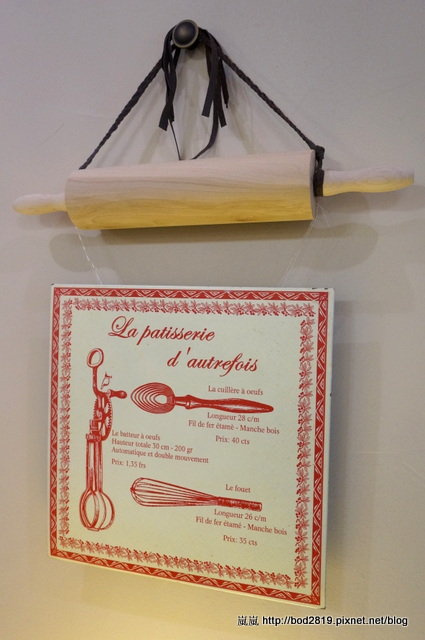 La patisserie
d'autrefois
La cuillère à oeufs
Longueur 28 c/m
Fil de fer étamé - Manche bois
Prix: 40 cts
Le batteur à oeufs
Hauteur totale 30 cm - 200 gr
Automatique et double mouvement
Prix: 1,35 frs
Le fouet
Longueur 26 c/m
Fil de fer étamé - Manche bois
Prix: 35 cts
嵐嵐 http://bod2819.pixnet.net/blog